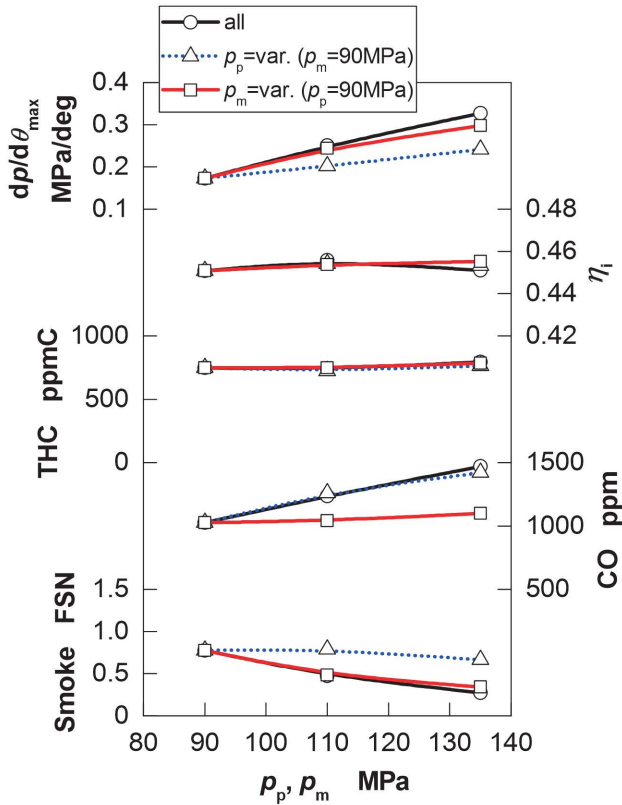 all
pp=var. (pm=90MPa)
pm=var. (pp=90MPa)
dp/dθmax
MPa/deg
0.4
0.3
0.2
0.1
0.48
0.46
0.44
0.42
ηi
THC ppmC
1000
500
0
1500
1000
500
CO ppm
Smoke FSN
1.5
1.0
0.5
0
80 90 100 110 120 130 140
pp, pm MPa